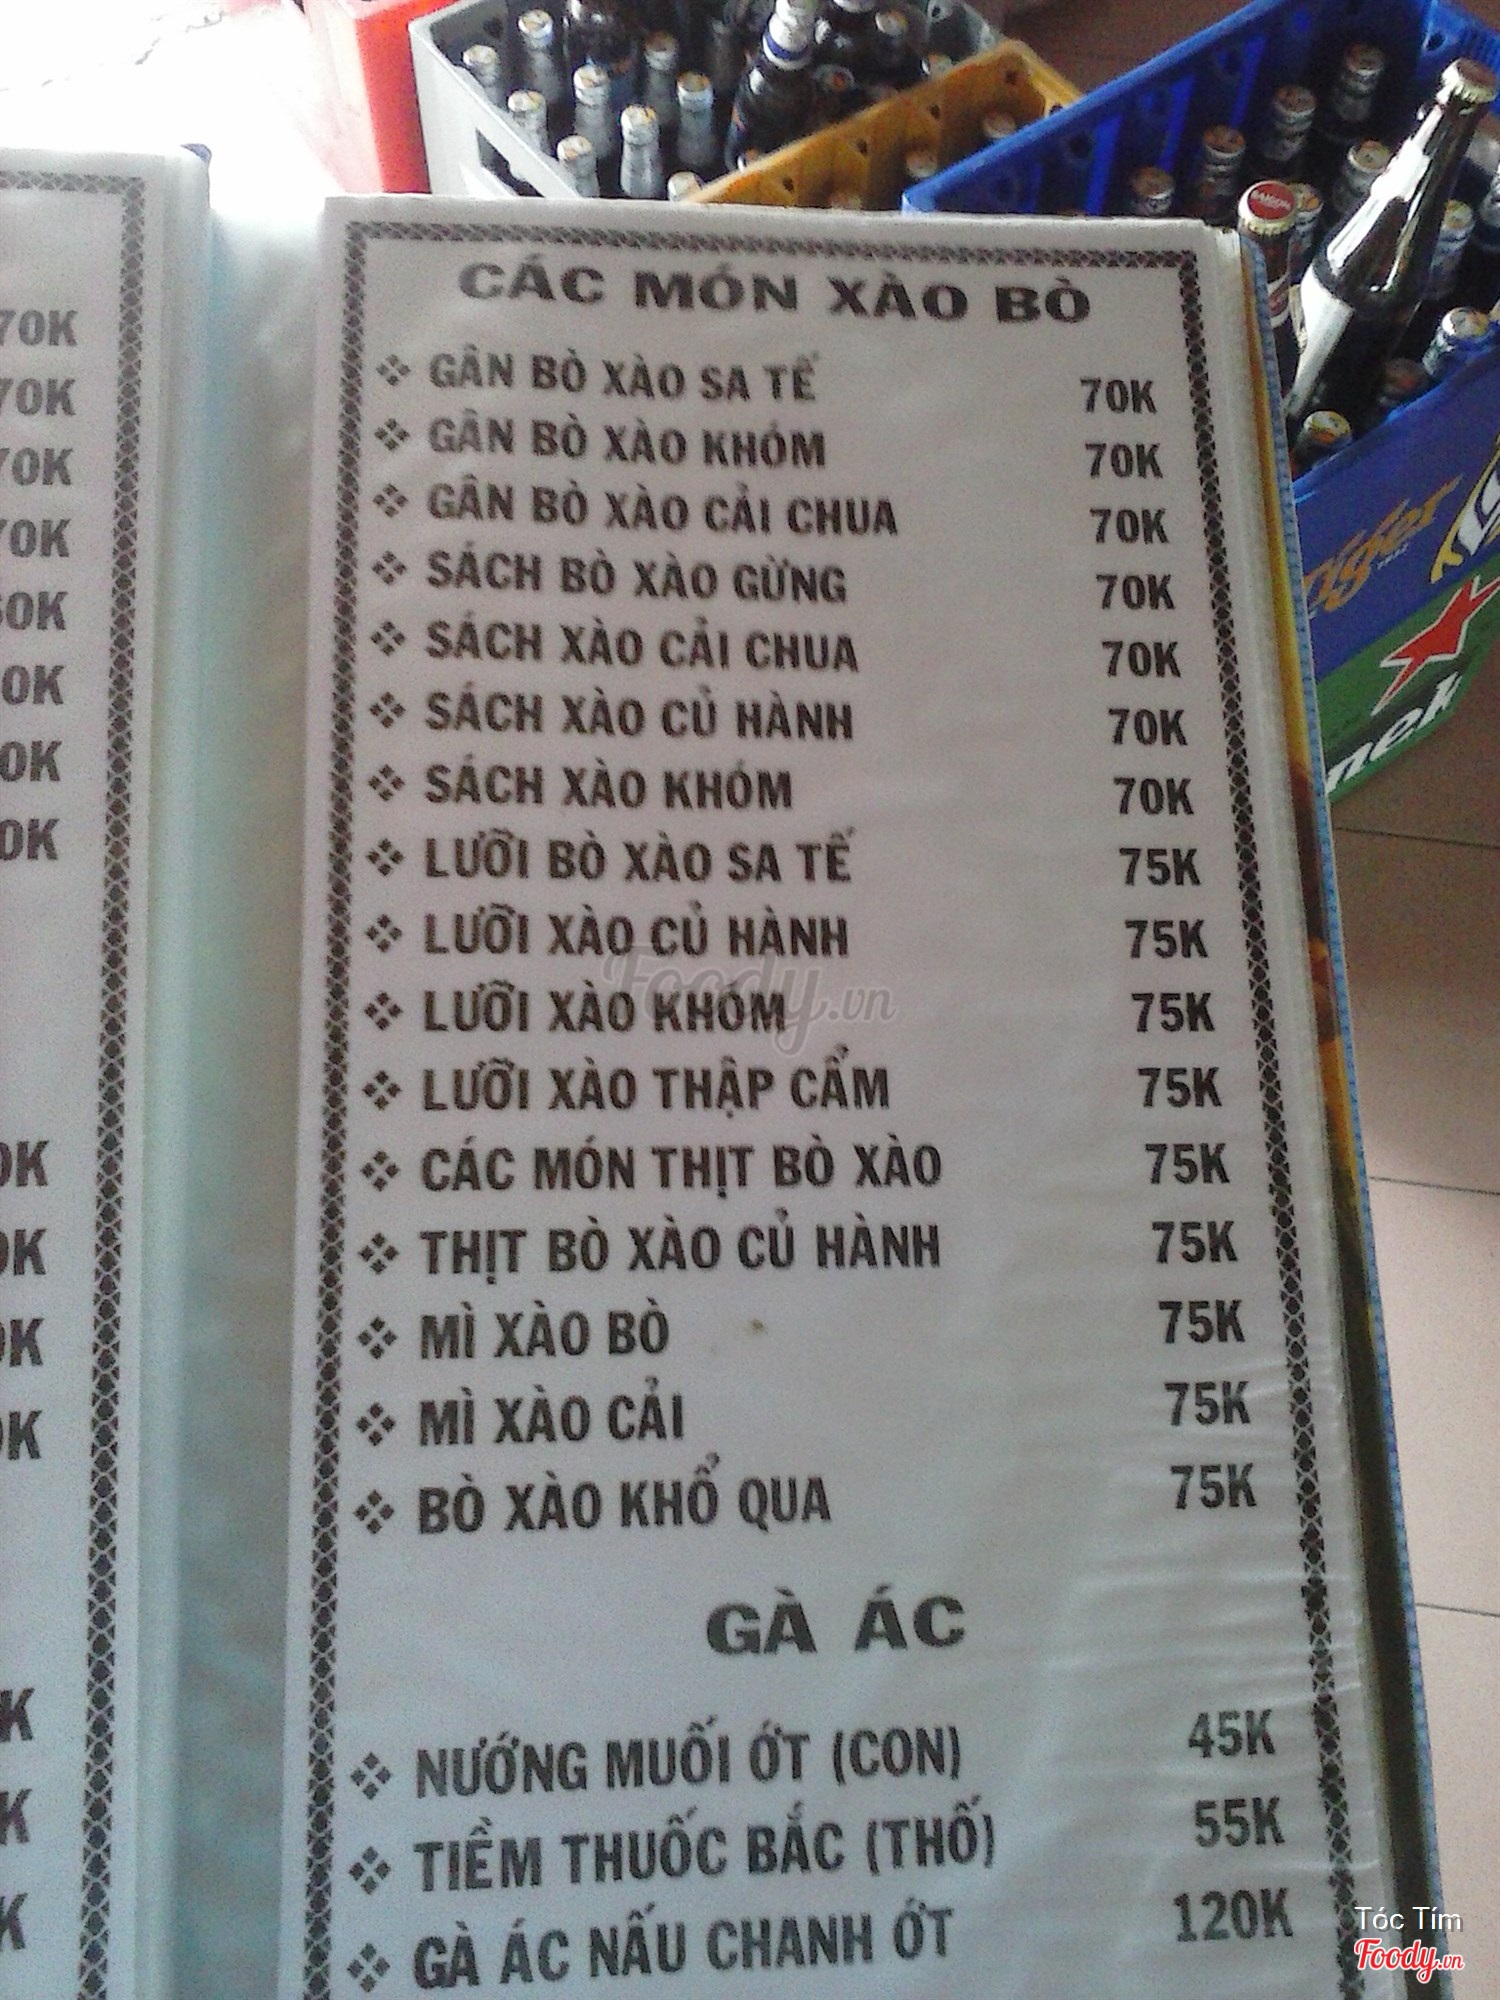 CÁC MÓN XÀO BÒ
GÂN BÒ XÀO SA TẾ 70K
GÂN BÒ XÀO KHÓM 70K
GÂN BÒ XÀO CẢI CHUA 70K
SÁCH BÒ XÀO GỪNG 70K
SÁCH XÀO CẢI CHUA 70K
SÁCH XÀO CỦ HÀNH 70K
SÁCH XÀO KHÓM 70K
LƯỠI BÒ XÀO SA TẾ 75K
LƯỠI XÀO CỦ HÀNH 75K
LƯỠI XÀO KHÓM 75K
LƯỠI XÀO THẬP CẨM 75K
CÁC MÓN THỊT BÒ XÀO 75K
THỊT BÒ XÀO CỦ HÀNH 75K
MÌ XÀO BÒ 75K
MÌ XÀO CẢI 75K
BÒ XÀO KHỔ QUA 75K
GÀ ÁC
NƯỚNG MUỐI ỚT (CON) 45K
TIỀM THUỐC BẮC (THỐ) 55K
GÀ ÁC NẤU CHANH ỚT 120K
70K
70K
Tiger
Foody.vn
Tóc Tím
Foody.vn